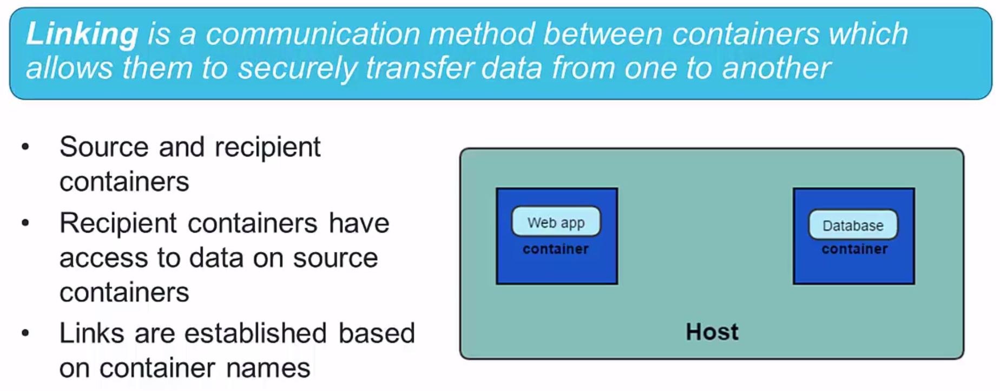 Linking is a communication method between containers which
allows them to securely transfer data from one to another
• Source and recipient
containers
• Recipient containers have
access to data on source
containers
• Links are established based
on container names
Web app
container
Database
container
Host